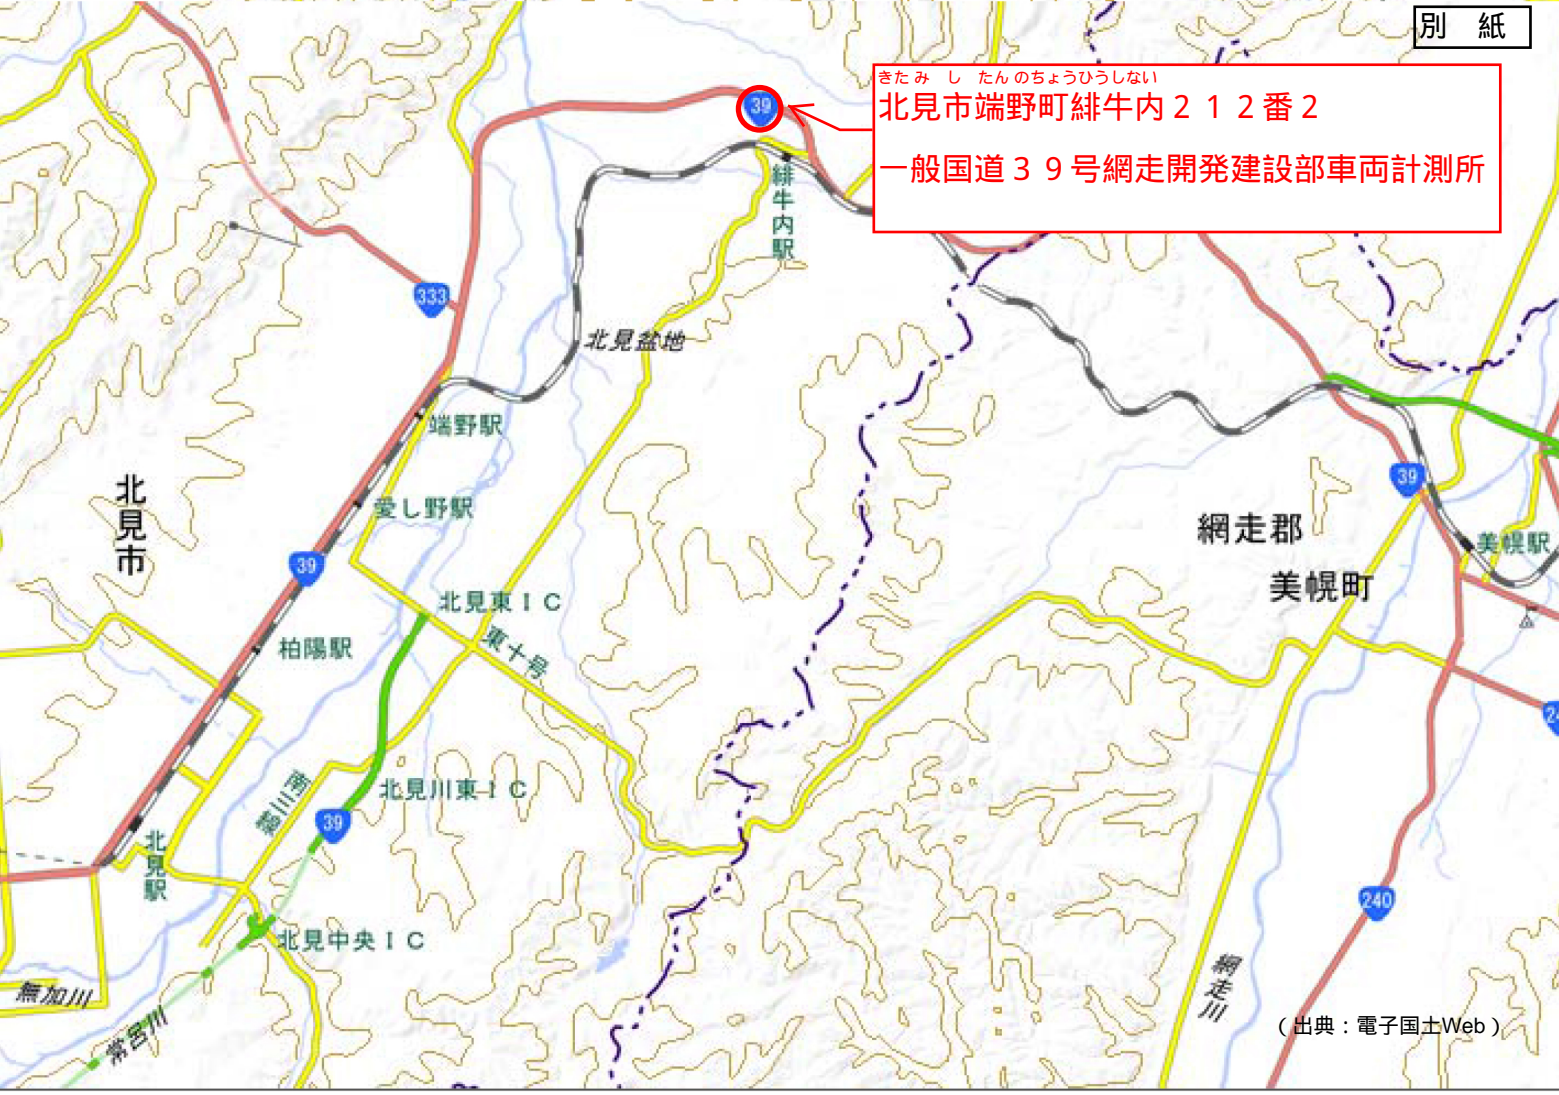 別　紙
きたみ　し　たんのちょうひうしない
北見市端野町緋牛内２１２番２
一般国道３９号網走開発建設部車両計測所
39
緋牛内駅
333
北見盆地
端野駅
愛し野駅
北見市
39
39
網走郡
美幌町
美幌駅
北見東ＩＣ
東十号
柏陽駅
南三線
北見川東ＩＣ
39
北見駅
北見中央ＩＣ
240
無加川
常呂川
網走川
（出典：電子国土Web）